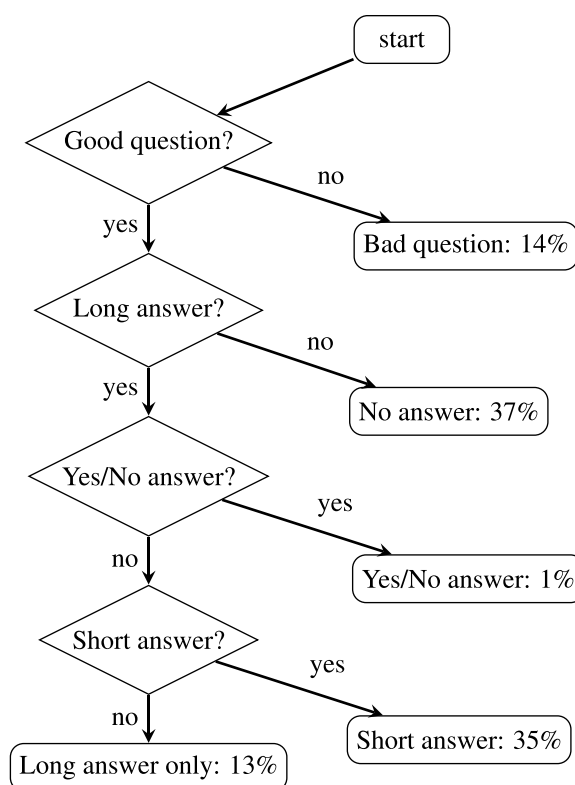 start
Good question?
no
yes
Bad question: 14%
Long answer?
no
yes
No answer: 37%
Yes/No answer?
yes
no
Yes/No answer: 1%
Short answer?
yes
no
Short answer: 35%
Long answer only: 13%